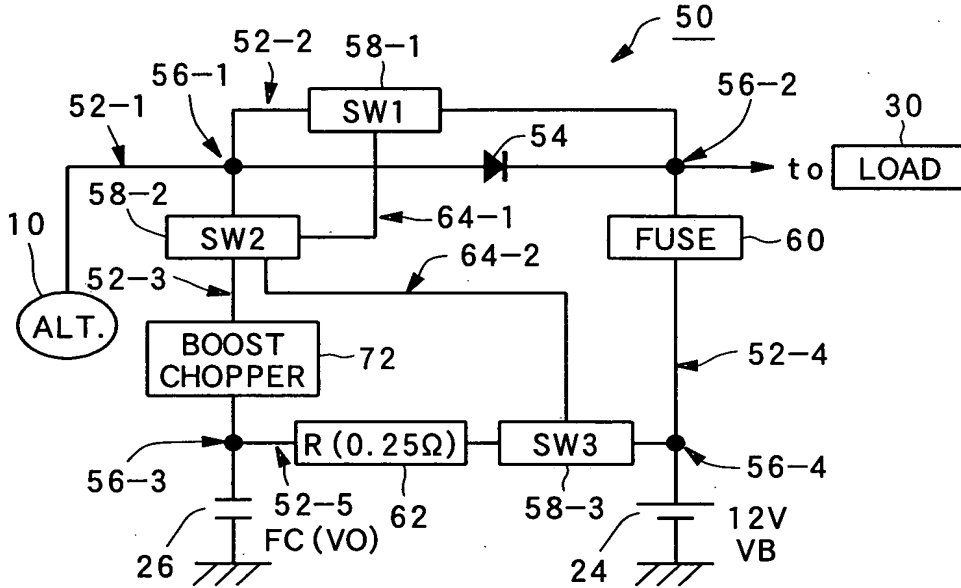 50
52-2
58-1
56-1
56-2
52-1
SW1
54
30
to LOAD
58-2
64-1
10
SW2
FUSE
60
64-2
52-3
ALT.
BOOST
CHOPPER
72
52-4
R(0.25Ω)
SW3
56-3
52-5
62
58-3
56-4
26
FC(VO)
24
12V
VB